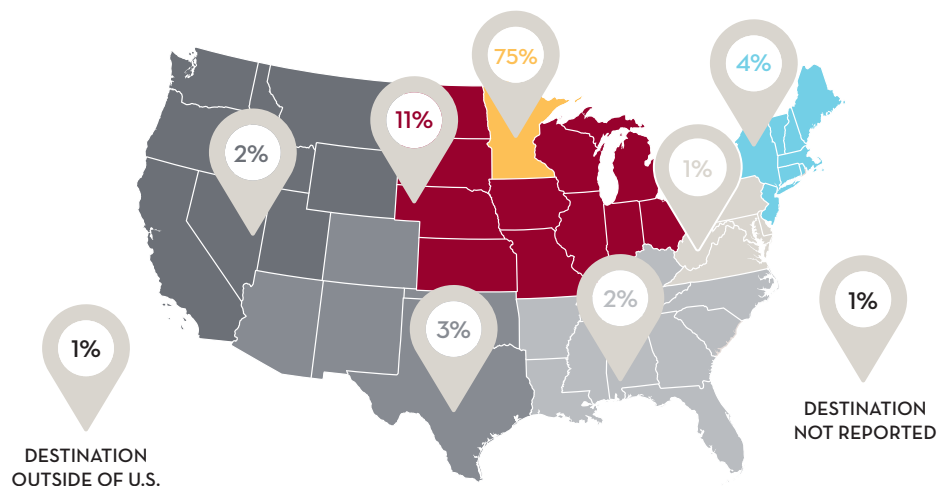 75%
4%
11%
2%
1%
2%
3%
1%
1%
DESTINATION
OUTSIDE OF U.S.
DESTINATION
NOT REPORTED